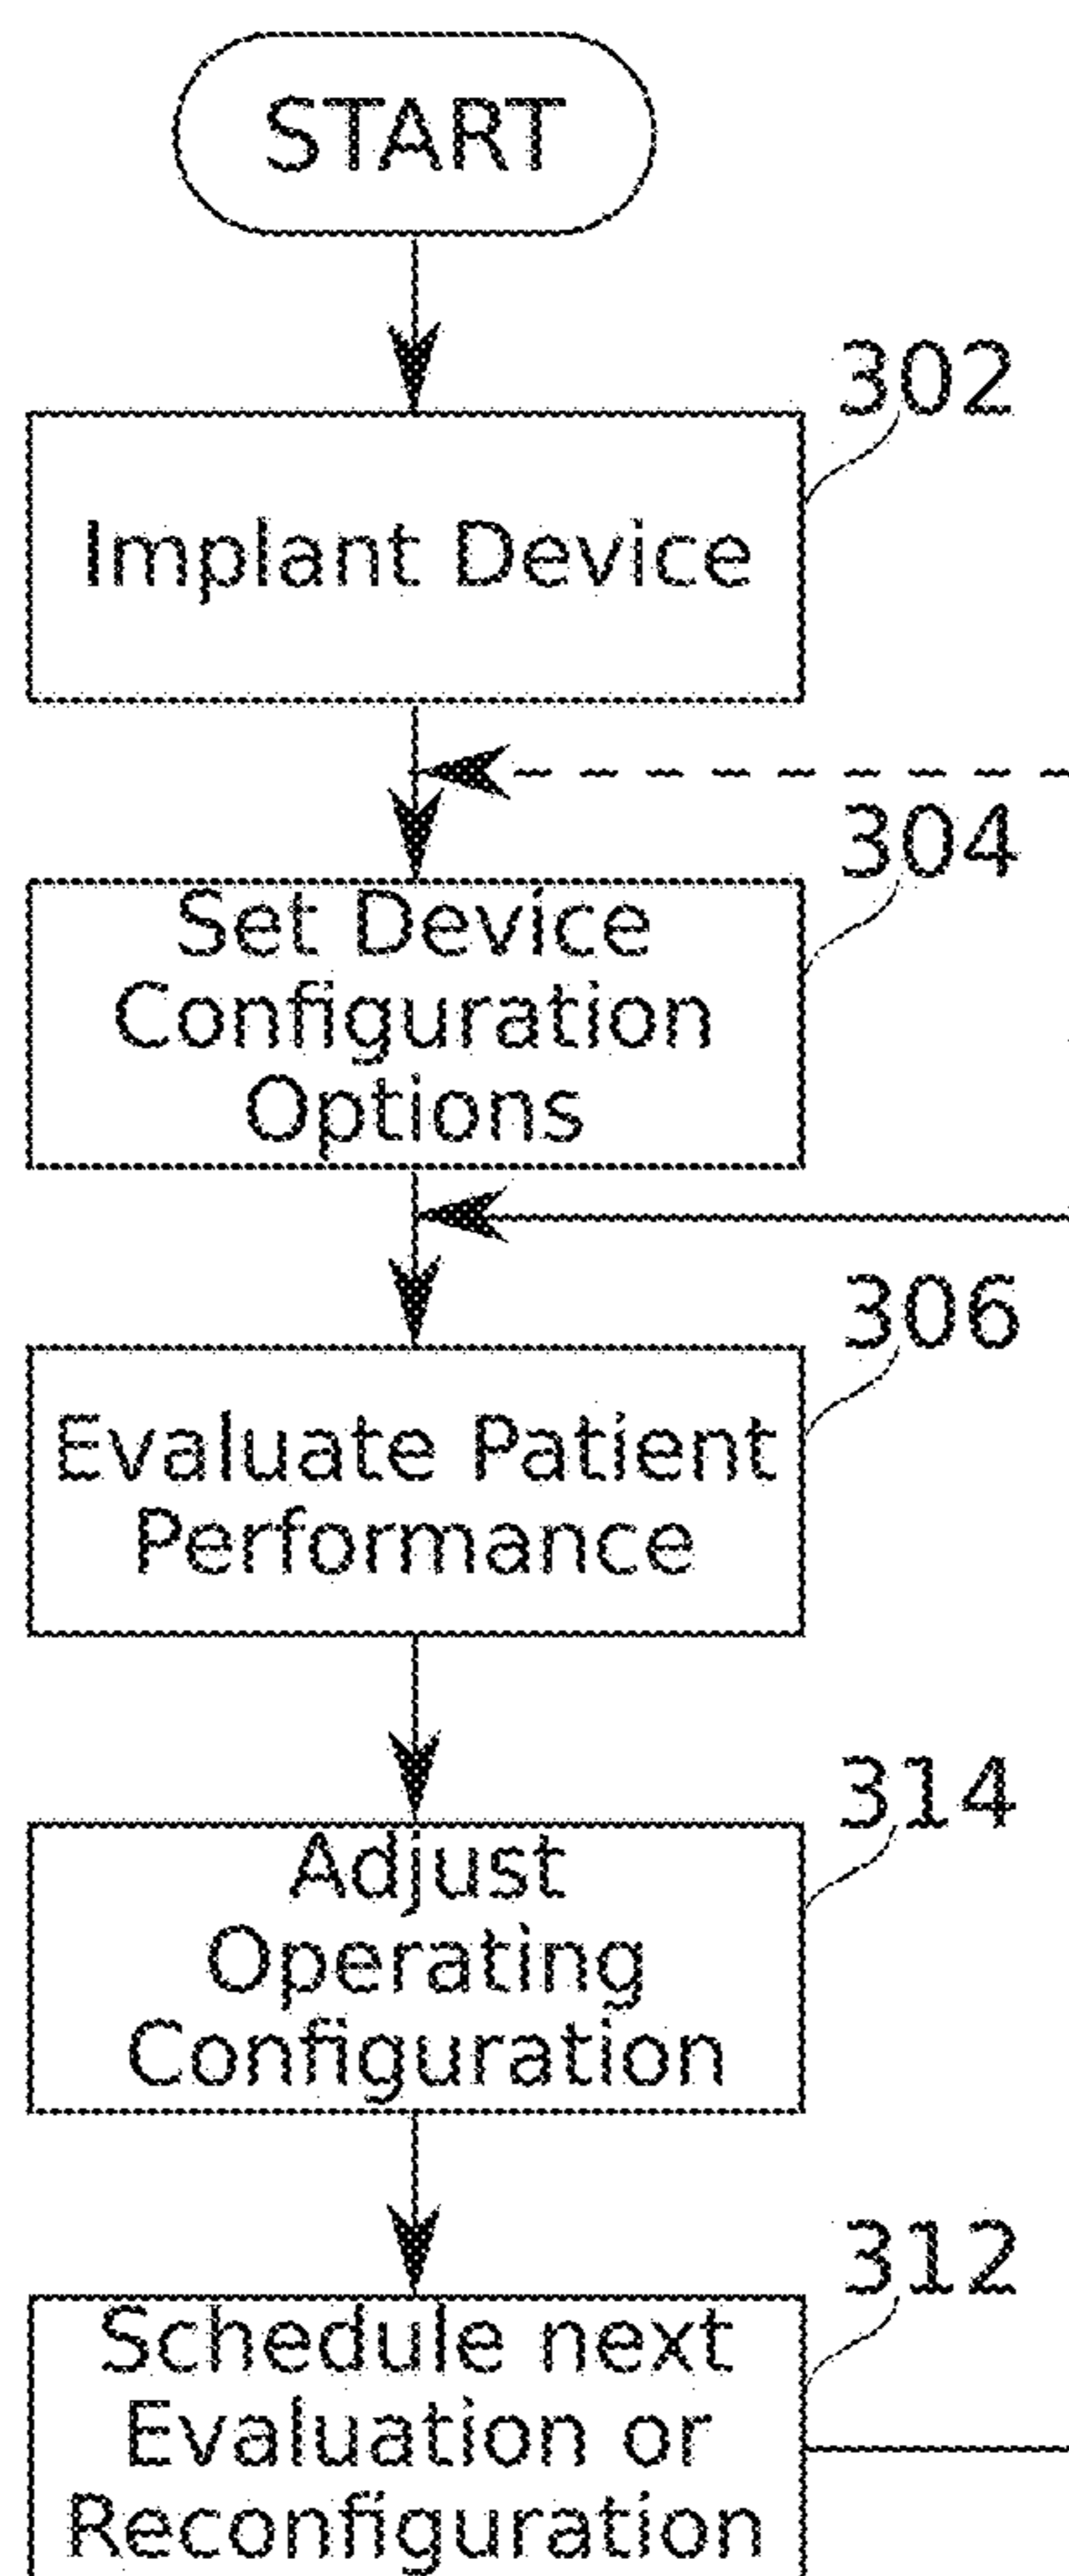 START
302
Implant Device
304
Set Device
Configuration
Options
306
Evaluate Patient
Performance
314
Adjust
Operating
Configuration
312
Schedule next
Evaluation or
Reconfiguration